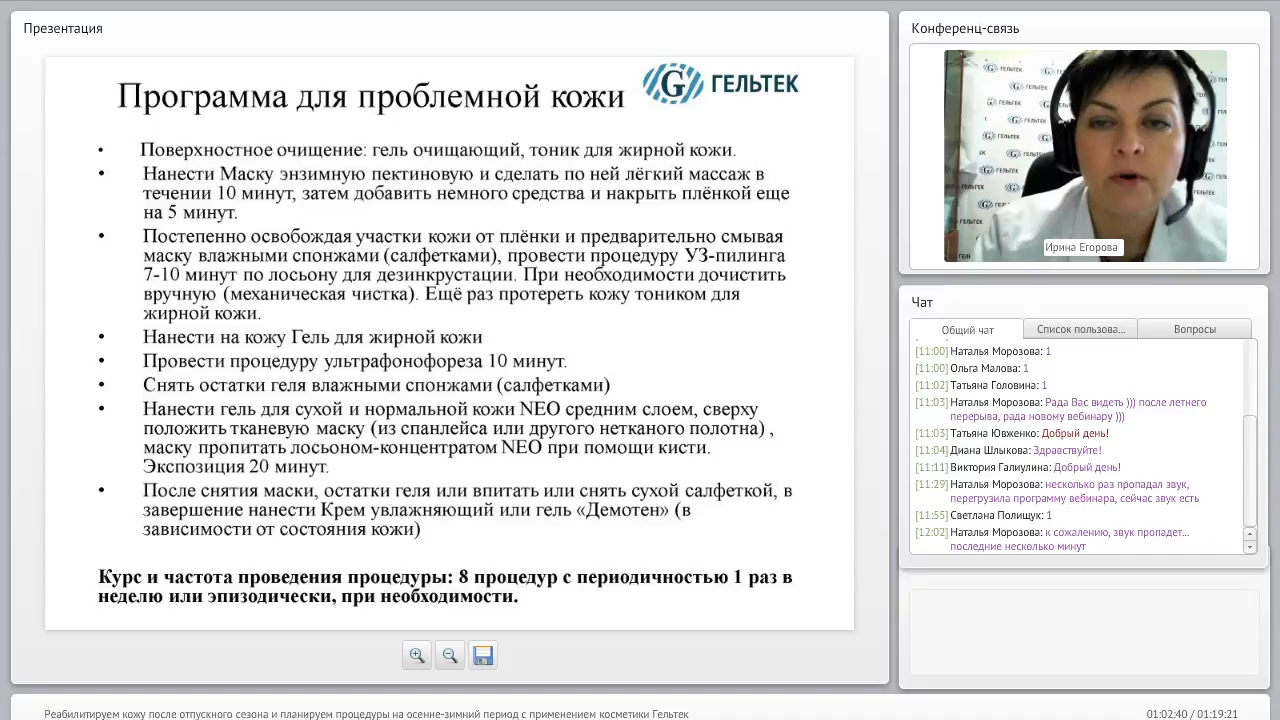 Презентация
Программа для проблемной кожи
ГЕЛЬТЕК
• Поверхностное очищение: гель очищающий, тоник для жирной кожи.
• Нанести Маску энзимную пектиновую и сделать по ней лёгкий массаж в
течении 10 минут, затем добавить немного средства и накрыть плёнкой еще
на 5 минут.
• Постепенно освобождая участки кожи от плёнки и предварительно смывая
маску влажными спонжами (салфетками), провести процедуру УЗ-пилинга
7-10 минут по лосьону для дезинкрустации. При необходимости дочистить
вручную (механическая чистка). Ещё раз протереть кожу тоником для
жирной кожи.
• Нанести на кожу Гель для жирной кожи
• Провести процедуру ультрафонофореза 10 минут.
• Снять остатки геля влажными спонжами (салфетками)
• Нанести гель для сухой и нормальной кожи NEO средним слоем, сверху
положить тканевую маску (из спанлейса или другого нетканого полотна) ,
маску пропитать лосьоном-концентратом NEO при помощи кисти.
Экспозиция 20 минут.
• После снятия маски, остатки геля или впитать или снять сухой салфеткой, в
завершение нанести Крем увлажняющий или гель «Демотен» (в
зависимости от состояния кожи)
Курс и частота проведения процедуры: 8 процедур с периодичностью 1 раз в
неделю или эпизодически, при необходимости.
Конференц-связь
ГЕЛЬТЕК
Ирина Егорова
Чат
Общий чат
Список пользова...
Вопросы
[11:00] Наталья Морозова: 1
[11:00] Ольга Малова: 1
[11:02] Татьяна Головина: 1
[11:03] Наталья Морозова: Рада Вас видеть ))) после летнего
перерыва, рада новому вебинару )))
[11:03] Татьяна Ювженко: Добрый день!
[11:04] Диана Шлыкова: Здравствуйте!
[11:11] Виктория Галиулина: Добрый день!
[11:29] Наталья Морозова: несколько раз пропадал звук,
перегрузила программу вебинара, сейчас звук есть
[11:55] Светлана Полищук: 1
[12:02] Наталья Морозова: к сожалению, звук пропадет...
последние несколько минут
Реабилитируем кожу после отпускного сезона и планируем процедуры на осенне-зимний период с применением косметики Гельтек
01:02:40 / 01:19:21